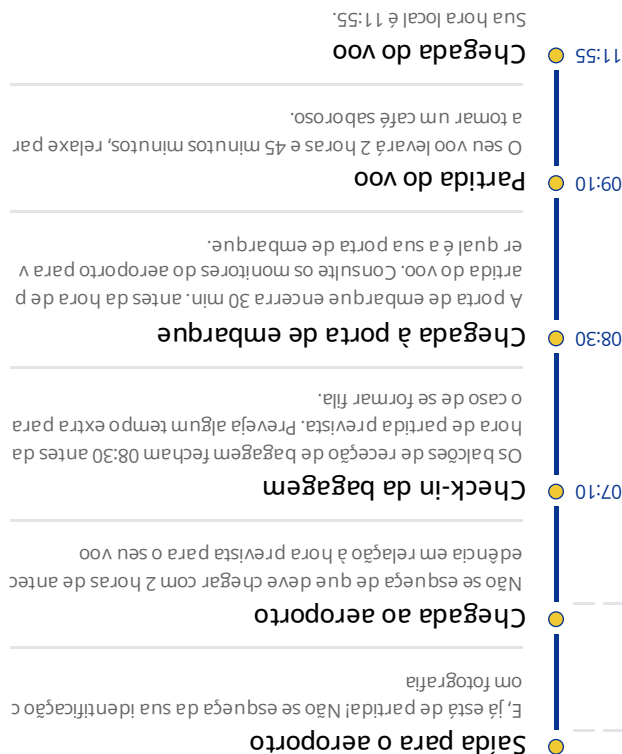 Saída para o aeroporto
E, já está de partida! Não se esqueça da sua identificação c
om fotografia
Chegada ao aeroporto
Não se esqueça de que deve chegar com 2 horas de antec
edência em relação à hora prevista para o seu voo
07:10
Check-in da bagagem
Os balcões de receção de bagagem fecham 08:30 antes da
hora de partida prevista. Preveja algum tempo extra para
o caso de se formar fila.
08:30
Chegada à porta de embarque
A porta de embarque encerra 30 min. antes da hora de p
artida do voo. Consulte os monitores do aeroporto para v
er qual é a sua porta de embarque.
09:10
Partida do voo
O seu voo levará 2 horas e 45 minutos minutos, relaxe par
a tomar um café saboroso.
11:55
Chegada do voo
Sua hora local é 11:55.